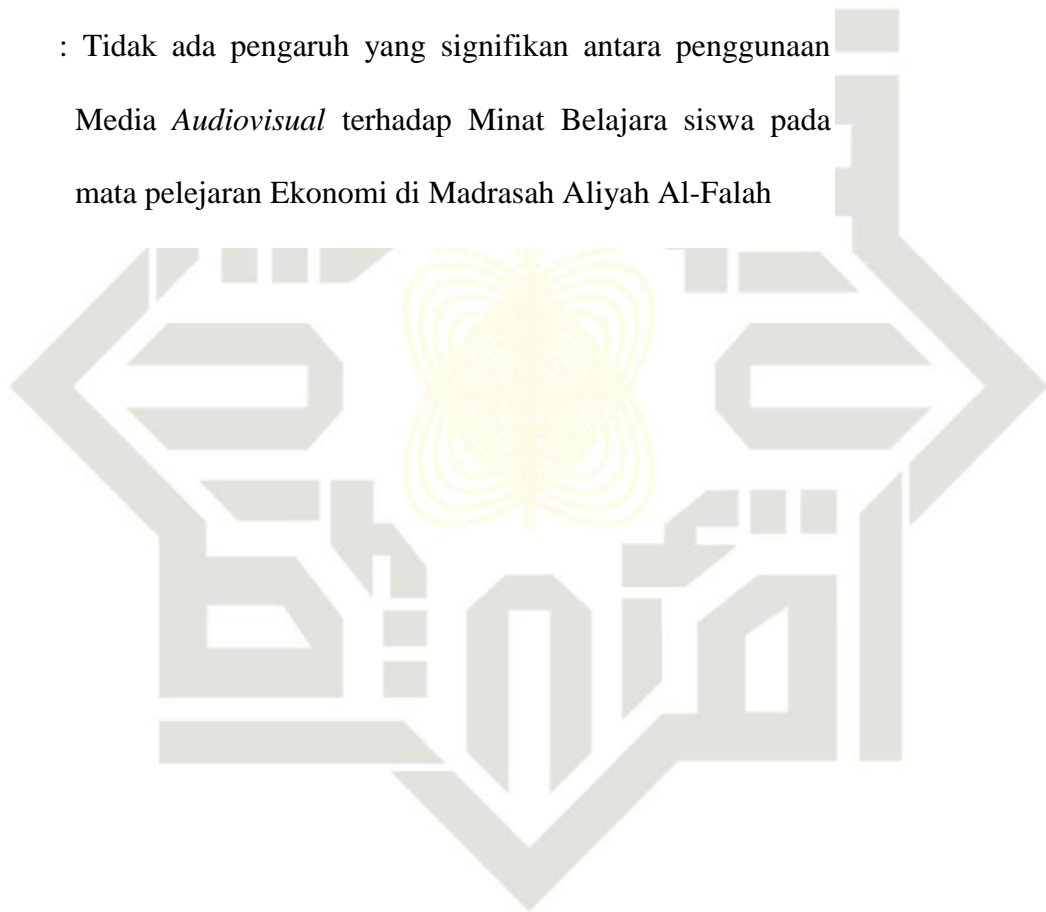 : Tidak ada pengaruh yang signifikan antara penggunaan
Media Audiovisual terhadap Minat Belajara siswa pada
mata pelejaran Ekonomi di Madrasah Aliyah Al-Falah